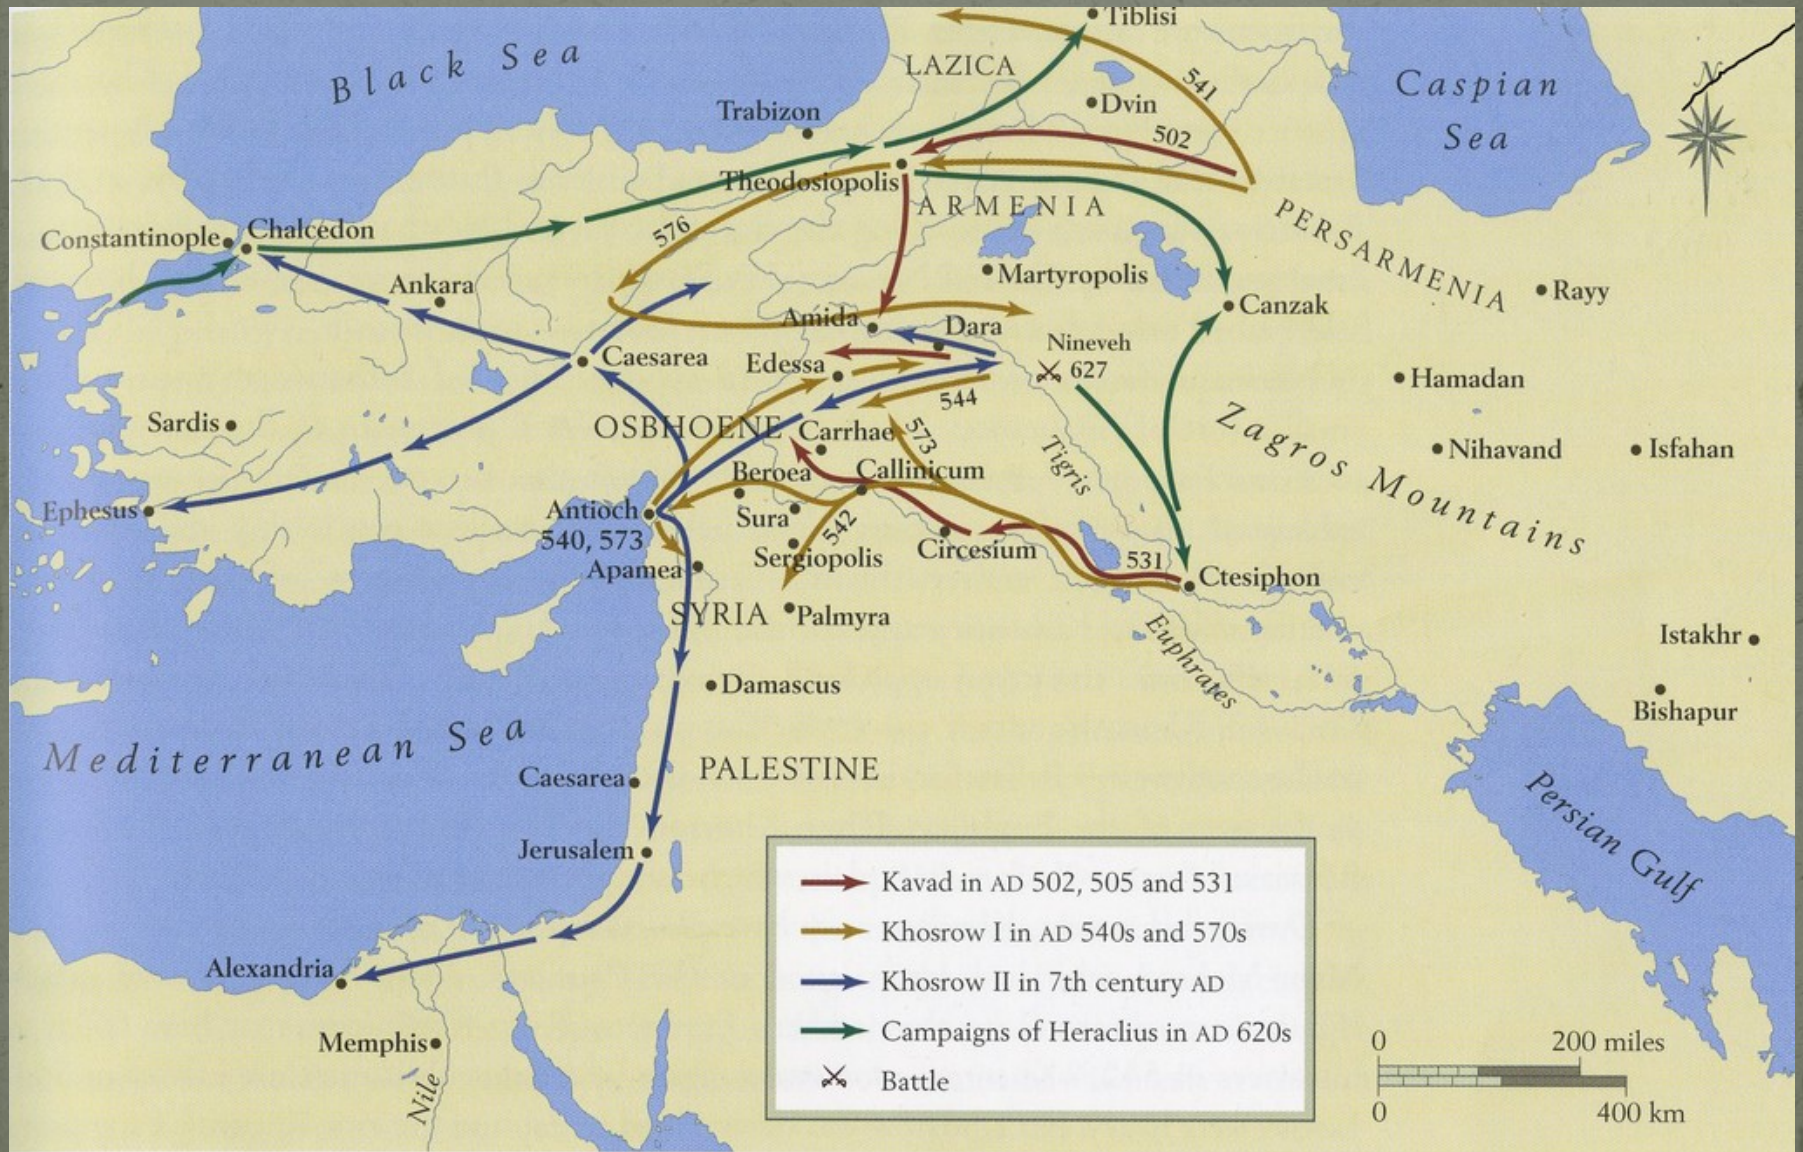 Tiblisi
Black Sea
LAZICA
Caspian
Sea
N
541
Trabizon
Dvin
502
Theodosiopolis
ARMENIA
PERSARMENIA
Constantinople
Chalcedon
576
Ankara
Martyropolis
Rayy
Canzak
Amida
Dara
Nineveh
627
Caesarea
Edessa
Hamadan
544
Sardis
OSBHOENE
Carrhae
573
Zagros Mountains
Nihavand
Isfahan
Tigris
Beroea
Callinicum
Ephesus
Antioch
540, 573
Sura
542
Sergiopolis
Circesium
531
Ctesiphon
Apamea
SYRIA
Palmyra
Euphrates
Istakhr
Damascus
Bishapur
Mediterranean Sea
Caesarea
PALESTINE
Persian Gulf
Jerusalem
Alexandria
Memphis
Nile
Kavad in AD 502, 505 and 531
Khosrow I in AD 540s and 570s
Khosrow II in 7th century AD
Campaigns of Heraclius in AD 620s
Battle
0 200 miles
0 400 km